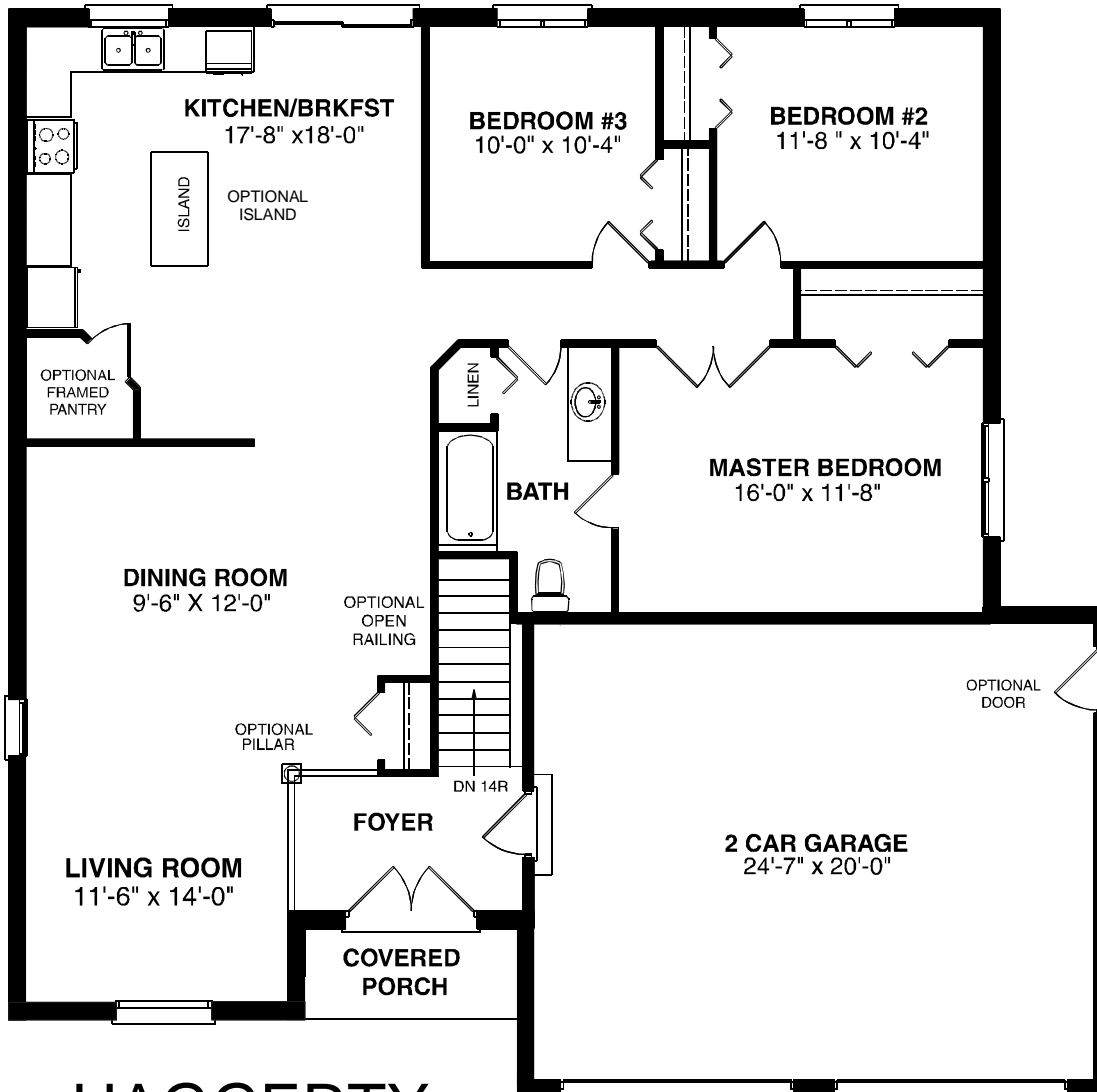 KITCHEN/BRKFST
17'-8" x18'-0"
BEDROOM #3
10'-0" x 10'-4"
BEDROOM #2
11'-8 " x 10'-4"
ISLAND
OPTIONAL
ISLAND
OPTIONAL
FRAMED
PANTRY
LINEN
BATH
MASTER BEDROOM
16'-0" x 11'-8"
DINING ROOM
9'-6" X 12'-0"
OPTIONAL
OPEN
RAILING
OPTIONAL
DOOR
OPTIONAL
PILLAR
DN 14R
FOYER
2 CAR GARAGE
24'-7" x 20'-0"
LIVING ROOM
11'-6" x 14'-0"
COVERED
PORCH
HAGGERTY